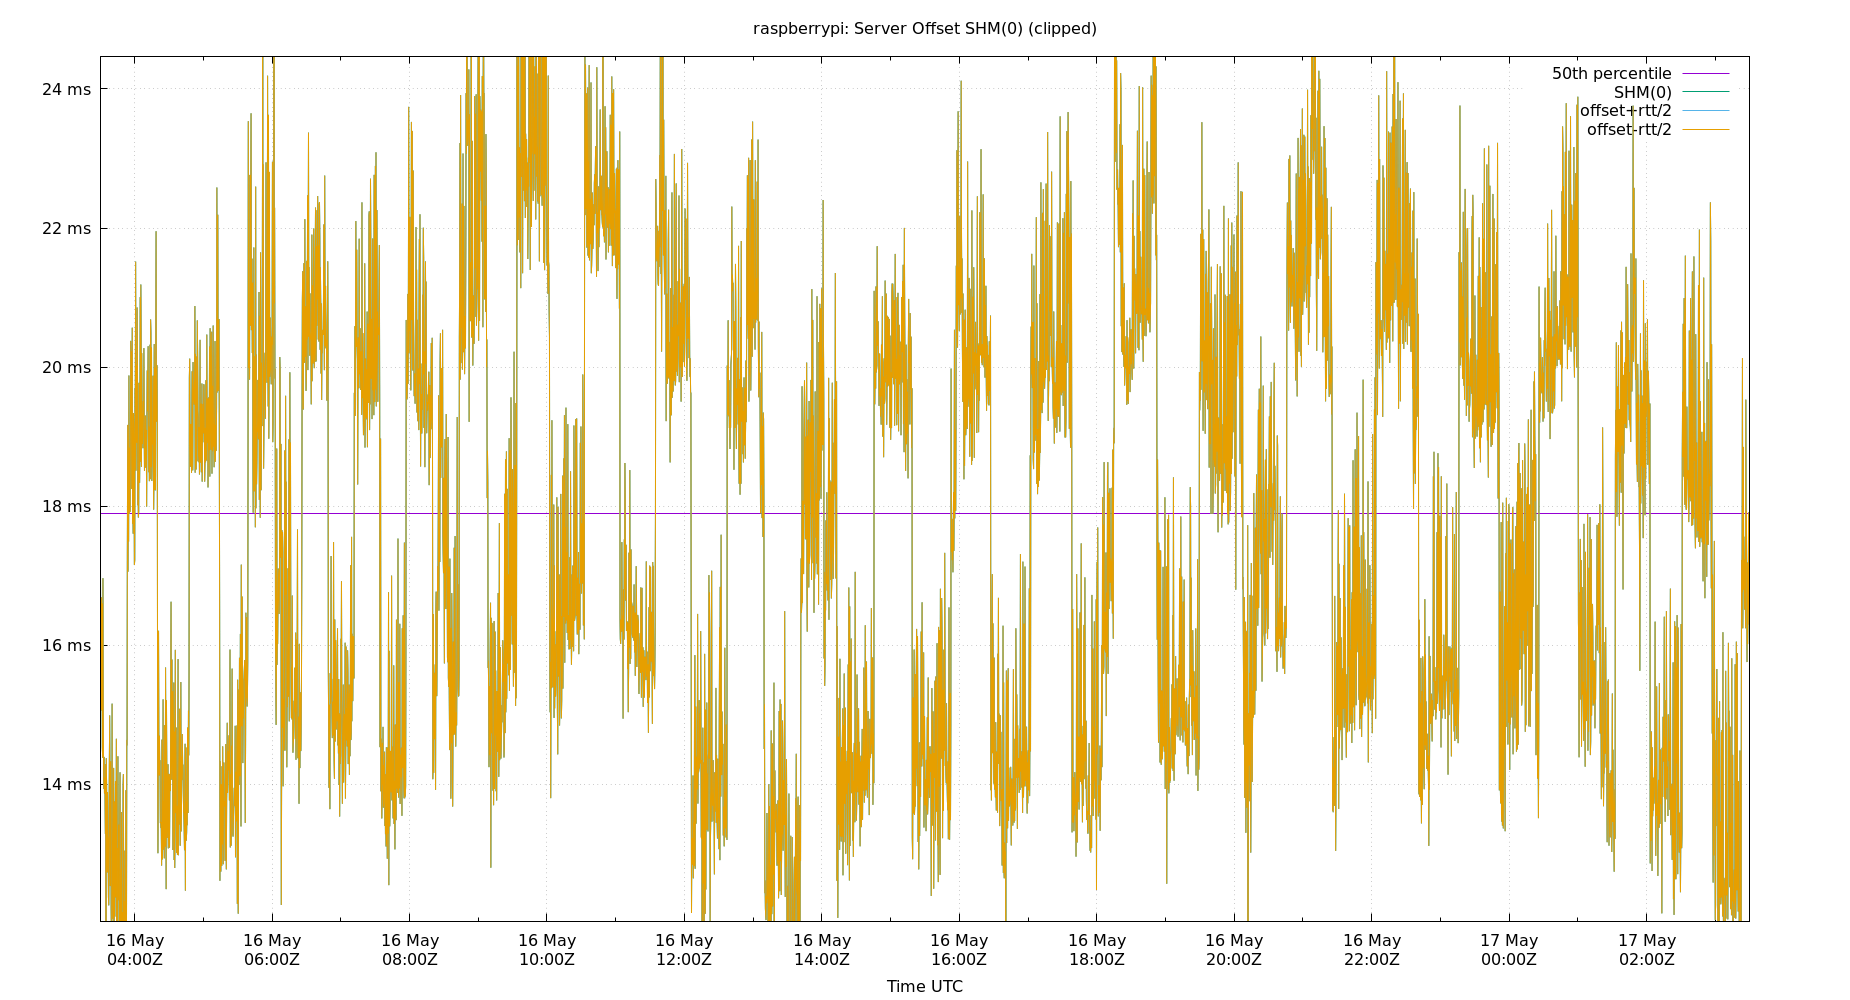 raspberrypi: Server Offset SHM(0) (clipped)
24 ms
22 ms
20 ms
18 ms
16 ms
14 ms
50th percentile
SHM(0)
offset+rtt/2
offset-rtt/2
16 May 16 May 16 May 16 May 16 May 16 May 16 May 16 May 16 May 16 May 17 May 17 May
04:00Z 06:00Z 08:00Z 10:00Z 12:00Z 14:00Z 16:00Z 18:00Z 20:00Z 22:00Z 00:00Z 02:00Z
Time UTC